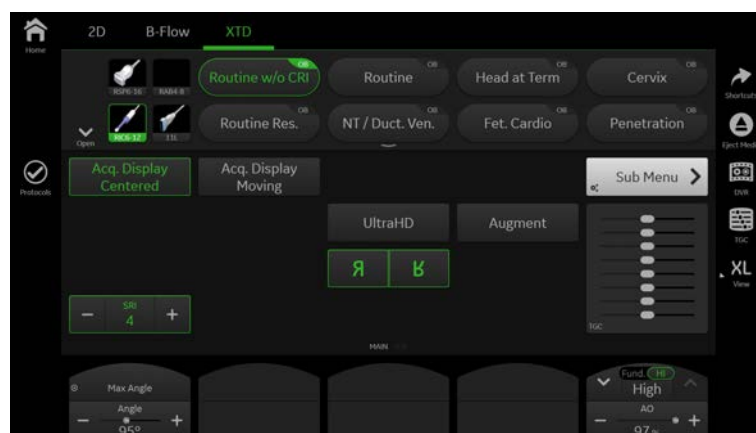 2D B-Flow XTD
Home
OB OB OB OB
Routine w/o CRI Routine Head at Term Cervix
RSP6-16 RAB4-8
Shortcuts
OB OB OB
Routine Res. NT / Duct. Ven. Fet. Cardio Penetration
Open RIC6-12 11L
Eject Media
Acq. Display Centered
Acq. Display Moving
Sub Menu
Protocols
DVR
UltraHD Augment
TGC
R R
XL
View
SRI
4
TGC
MAIN
Fund. HI
Max Angle High
Angle AO
95° 97 %